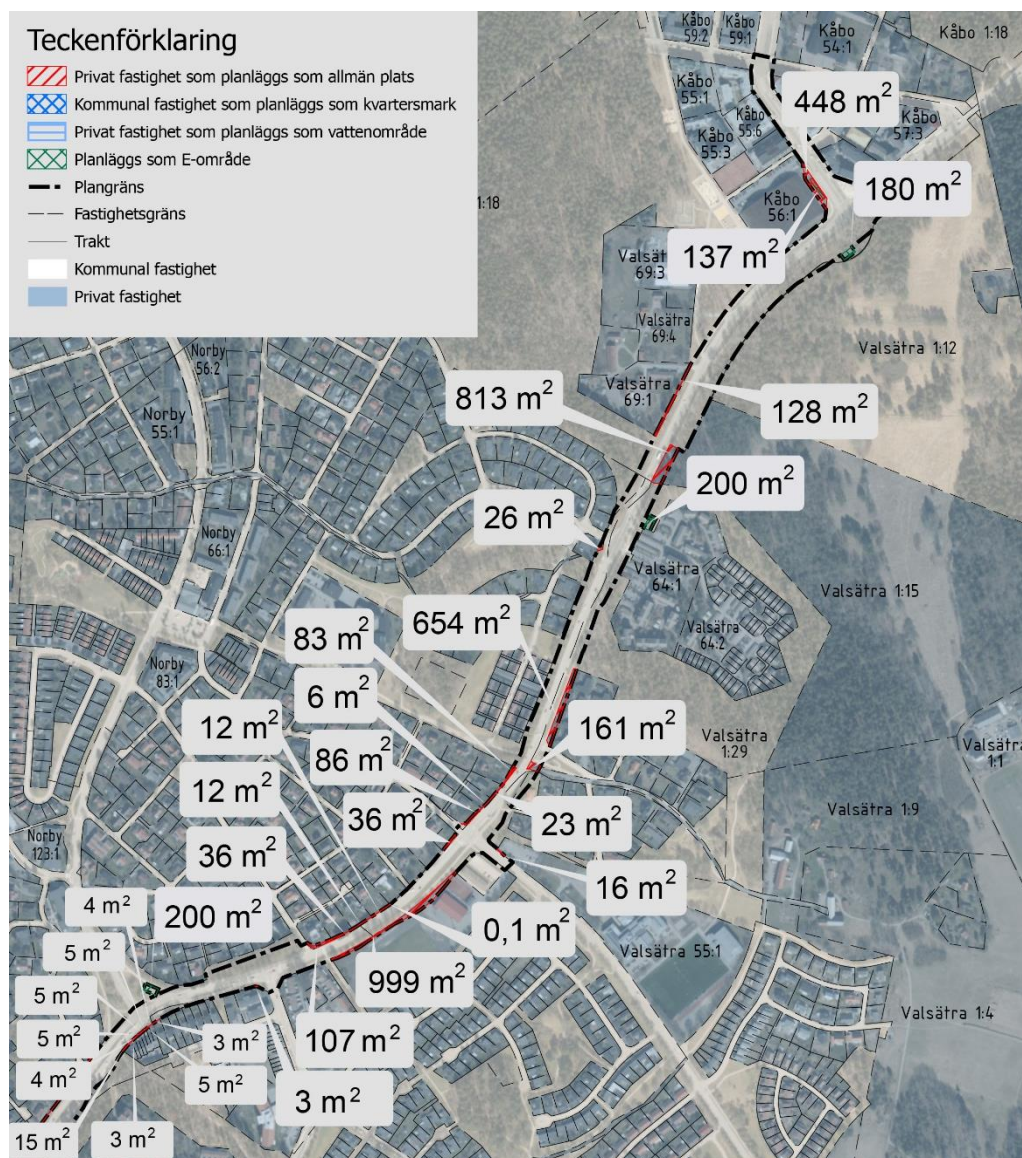 Teckenförklaring
Privat fastighet som planläggs som allmän plats
Kommunal fastighet som planläggs som kvartersmark
Privat fastighet som planläggs som vattenområde
Planläggs som E-område
Plangräns
Fastighetsgräns
Trakt
Kommunal fastighet
Privat fastighet
Kåbo
59:2
Kåbo
59:1
Kåbo
54:1
Kåbo 1:18
Kåbo
55:1
Kåbo
55:6
448 m²
Kåbo
55:3
Kåbo
57:3
1:18
Kåbo
56:1
180 m²
137 m²
Valsätra
69:3
Valsätra
69:4
Valsätra 1:12
Norby
56:2
Valsätra
69:1
813 m²
128 m²
Norby
55:1
200 m²
26 m²
Norby
66:1
Valsätra
64:1
Valsätra 1:15
654 m²
Valsätra
64:2
83 m²
Norby
83:1
6 m²
12 m²
161 m²
Valsätra
1:29
Valsätra
1:1
86 m²
12 m²
36 m²
23 m²
Valsätra 1:9
Norby
123:1
36 m²
16 m²
4 m²
200 m²
0,1 m²
5 m²
Valsätra 55:1
999 m²
5 m²
Valsätra 1:4
5 m²
3 m²
107 m²
4 m²
5 m²
3 m²
15 m²
3 m²